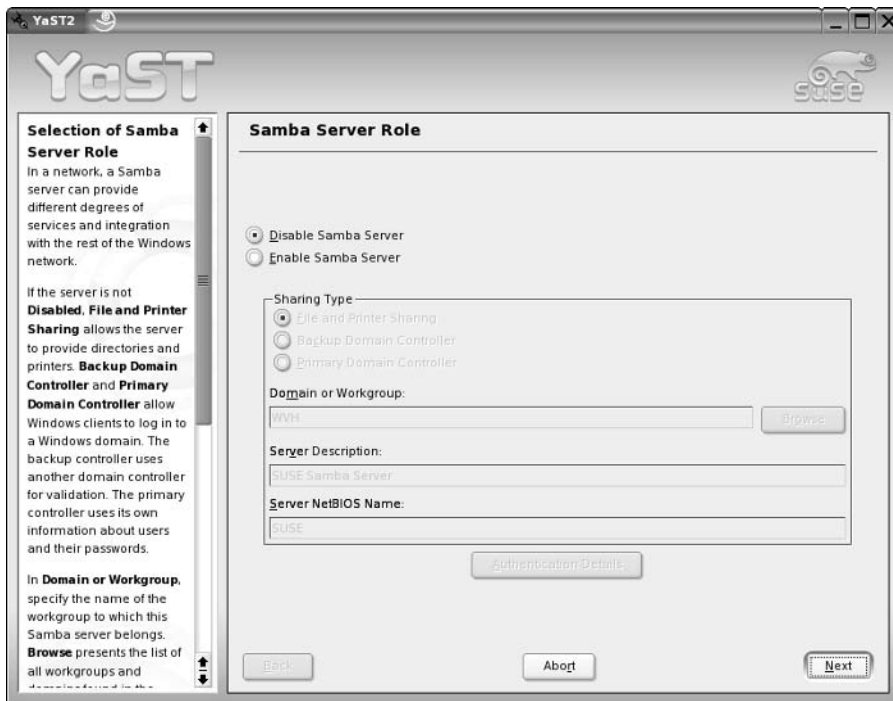 YaST2
YaST
suse
Selection of Samba
Server Role
In a network, a Samba
server can provide
different degrees of
services and integration
with the rest of the Windows
network.
If the server is not
Disabled, File and Printer
Sharing allows the server
to provide directories and
printers. Backup Domain
Controller and Primary
Domain Controller allow
Windows clients to log in to
a Windows domain. The
backup controller uses
another domain controller
for validation. The primary
controller uses its own
information about users
and their passwords.
In Domain or Workgroup,
specify the name of the
workgroup to which this
Samba server belongs.
Browse presents the list of
all workgroups and
Samba Server Role
Disable Samba Server
Enable Samba Server
Sharing Type
File and Printer Sharing
Backup Domain Controller
Primary Domain Controller
Domain or Workgroup:
WVH
Browse
Server Description:
SUSE Samba Server
Server NetBIOS Name:
SUSE
Authentication Details
Back
Abort
Next